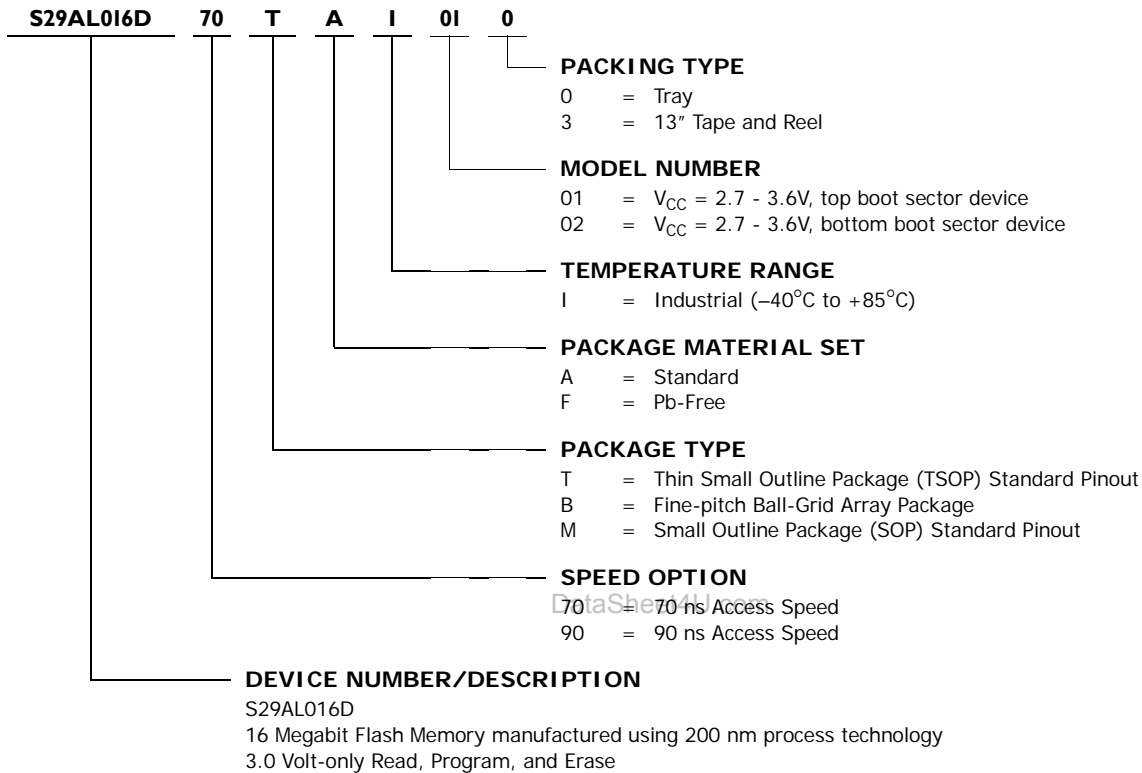 S29AL016D 70 T A I 01 0
PACKING TYPE
0 = Tray
3 = 13″ Tape and Reel
MODEL NUMBER
01 = VCC = 2.7 - 3.6V, top boot sector device
02 = VCC = 2.7 - 3.6V, bottom boot sector device
TEMPERATURE RANGE
I = Industrial (–40°C to +85°C)
PACKAGE MATERIAL SET
A = Standard
F = Pb-Free
PACKAGE TYPE
T = Thin Small Outline Package (TSOP) Standard Pinout
B = Fine-pitch Ball-Grid Array Package
M = Small Outline Package (SOP) Standard Pinout
SPEED OPTION
DataSheet4U.com
70 = 70 ns Access Speed
90 = 90 ns Access Speed
DEVICE NUMBER/DESCRIPTION
S29AL016D
16 Megabit Flash Memory manufactured using 200 nm process technology
3.0 Volt-only Read, Program, and Erase